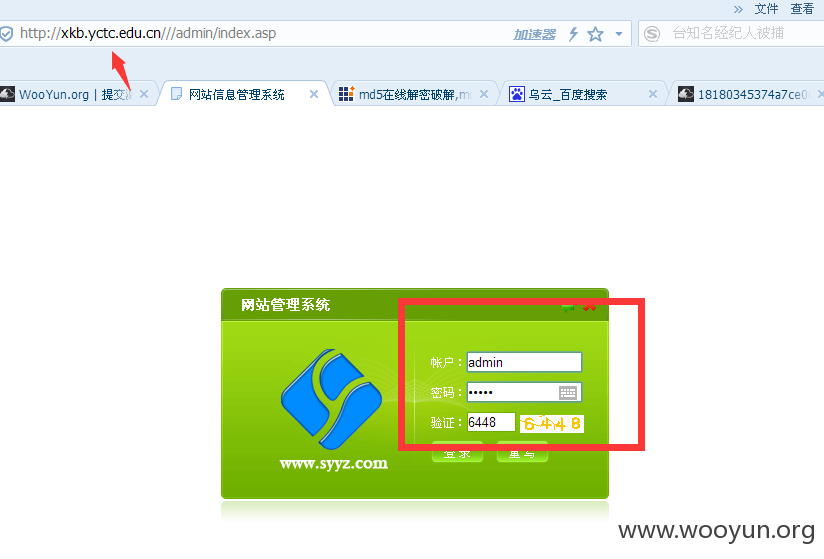 » 文件 查看
http://xkb.yctc.edu.cn///admin/index.asp 加速器 台知名经纪人被捕
WooYun.org | 提交 网站信息管理系统 md5在线解密破解,m 乌云_百度搜索 18180345374a7ce0
网站管理系统
帐户： admin
密码： •••••
验证： 6448 6448
登录 重写
www.syyz.com
www.wooyun.org